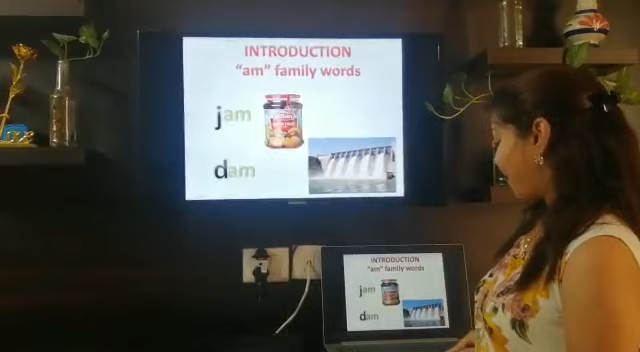 INTRODUCTION
"am" family words
jam
dam
INTRODUCTION
"am" family words
jam
dam